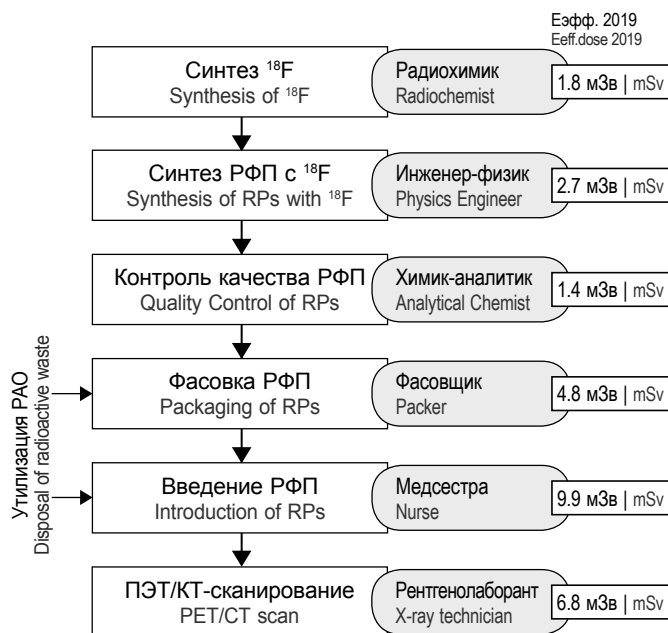 Eэфф. 2019
Eeff.dose 2019
Синтез ¹⁸F
Synthesis of ¹⁸F
Радиохимик
Radiochemist
1.8 мЗв | mSv
Синтез РФП с ¹⁸F
Synthesis of RPs with ¹⁸F
Инженер-физик
Physics Engineer
2.7 мЗв | mSv
Контроль качества РФП
Quality Control of RPs
Химик-аналитик
Analytical Chemist
1.4 мЗв | mSv
Утилизация РАО
Disposal of radioactive waste
Фасовка РФП
Packaging of RPs
Фасовщик
Packer
4.8 мЗв | mSv
Введение РФП
Introduction of RPs
Медсестра
Nurse
9.9 мЗв | mSv
ПЭТ/КТ-сканирование
PET/CT scan
Рентгенолаборант
X-ray technician
6.8 мЗв | mSv